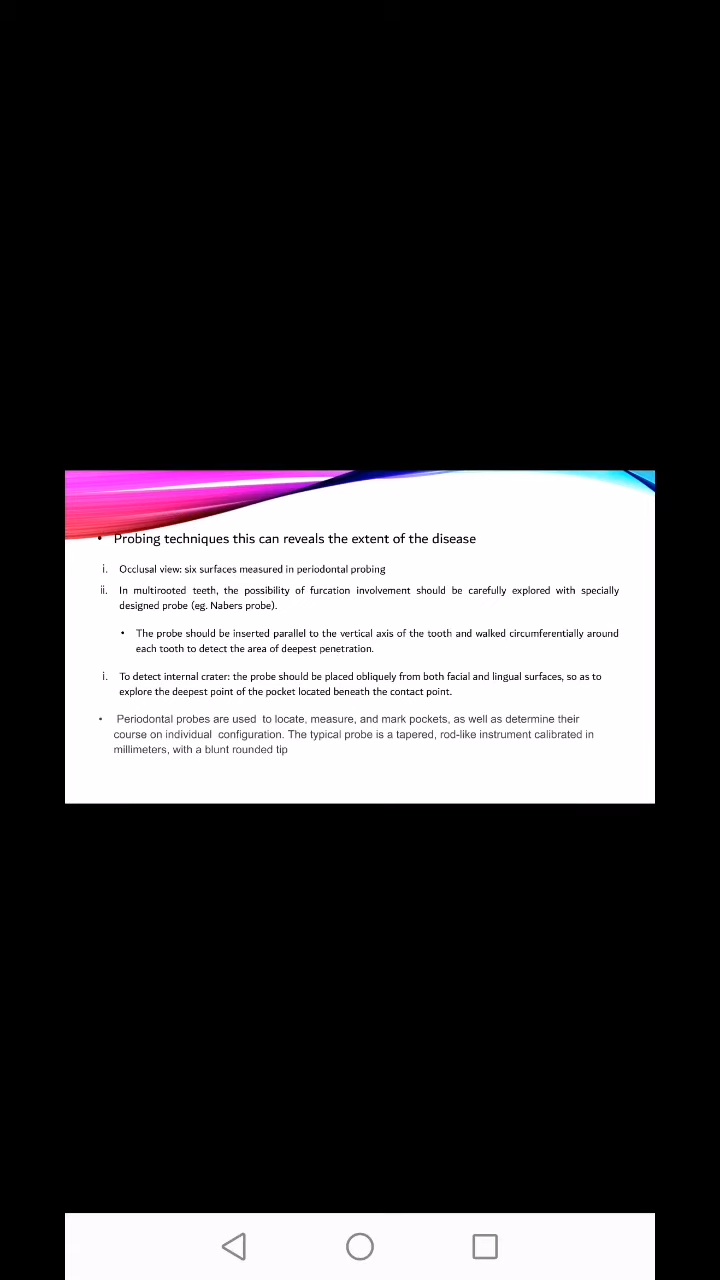 • Probing techniques this can reveals the extent of the disease
i. Occlusal view: six surfaces measured in periodontal probing
ii. In multirooted teeth, the possibility of furcation involvement should be carefully explored with specially
designed probe (eg. Nabers probe).
• The probe should be inserted parallel to the vertical axis of the tooth and walked circumferentially around
each tooth to detect the area of deepest penetration.
i. To detect internal crater: the probe should be placed obliquely from both facial and lingual surfaces, so as to
explore the deepest point of the pocket located beneath the contact point.
• Periodontal probes are used to locate, measure, and mark pockets, as well as determine their
course on individual configuration. The typical probe is a tapered, rod-like instrument calibrated in
millimeters, with a blunt rounded tip